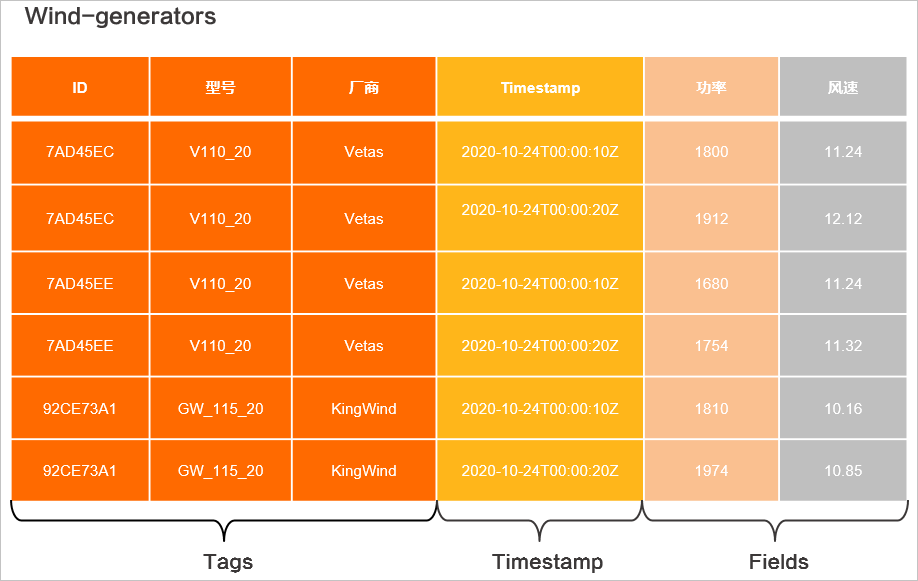 Wind-generators
ID 型号 厂商 Timestamp 功率 风速
7AD45EC V110_20 Vetas 2020-10-24T00:00:10Z 1800 11.24
7AD45EC V110_20 Vetas 2020-10-24T00:00:20Z 1912 12.12
7AD45EE V110_20 Vetas 2020-10-24T00:00:10Z 1680 11.24
7AD45EE V110_20 Vetas 2020-10-24T00:00:20Z 1754 11.32
92CE73A1 GW_115_20 KingWind 2020-10-24T00:00:10Z 1810 10.16
92CE73A1 GW_115_20 KingWind 2020-10-24T00:00:20Z 1974 10.85
Tags Timestamp Fields